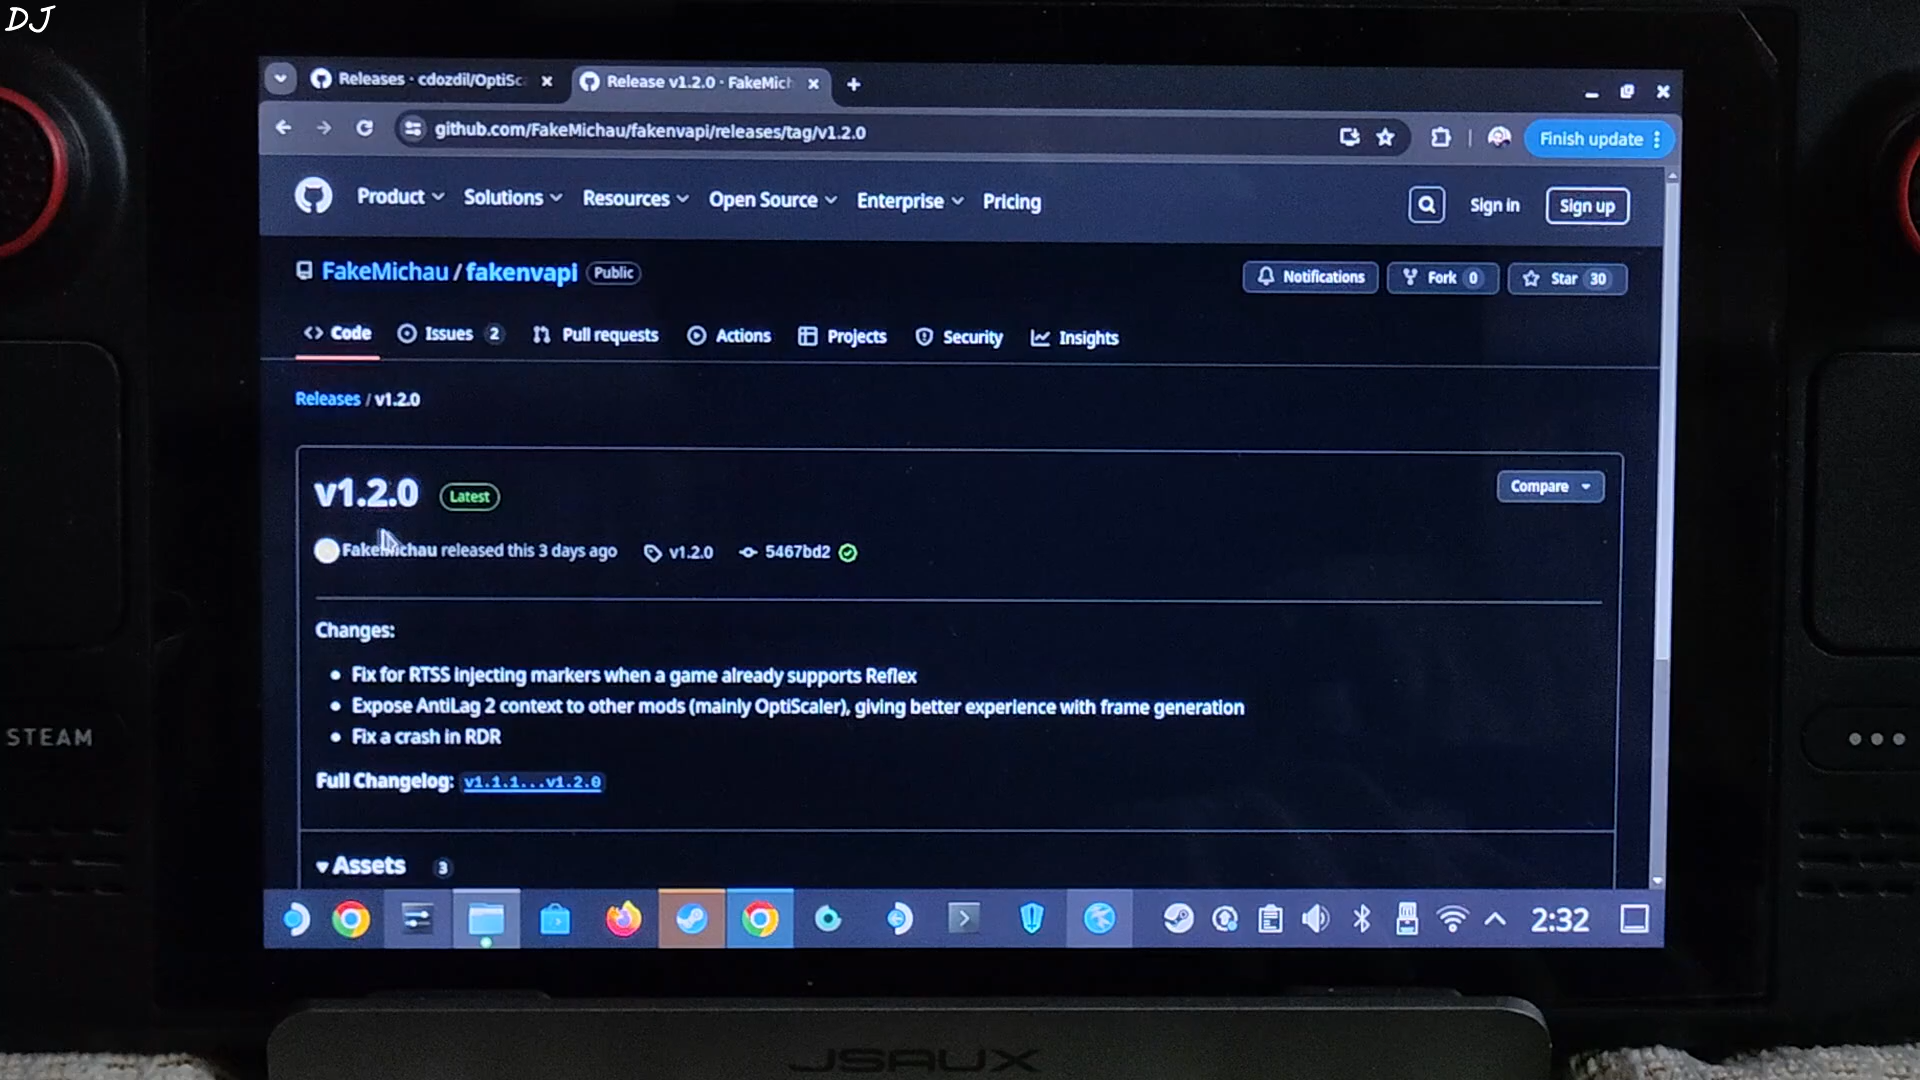 DJ
Releases · cdozdil/OptiSc
Release v1.2.0 · FakeMich
github.com/FakeMichau/fakenvapi/releases/tag/v1.2.0
Finish update
Product
Solutions
Resources
Open Source
Enterprise
Pricing
Sign in
Sign up
FakeMichau / fakenvapi Public
Notifications
Fork 0
Star 30
Code
Issues 2
Pull requests
Actions
Projects
Security
Insights
Releases / v1.2.0
v1.2.0 Latest
Compare
FakeMichau released this 3 days ago v1.2.0 5467bd2
Changes:
Fix for RTSS injecting markers when a game already supports Reflex
Expose AntiLag 2 context to other mods (mainly OptiScaler), giving better experience with frame generation
Fix a crash in RDR
Full Changelog: v1.1.1...v1.2.0
Assets 3
STEAM
2:32
JSAUX